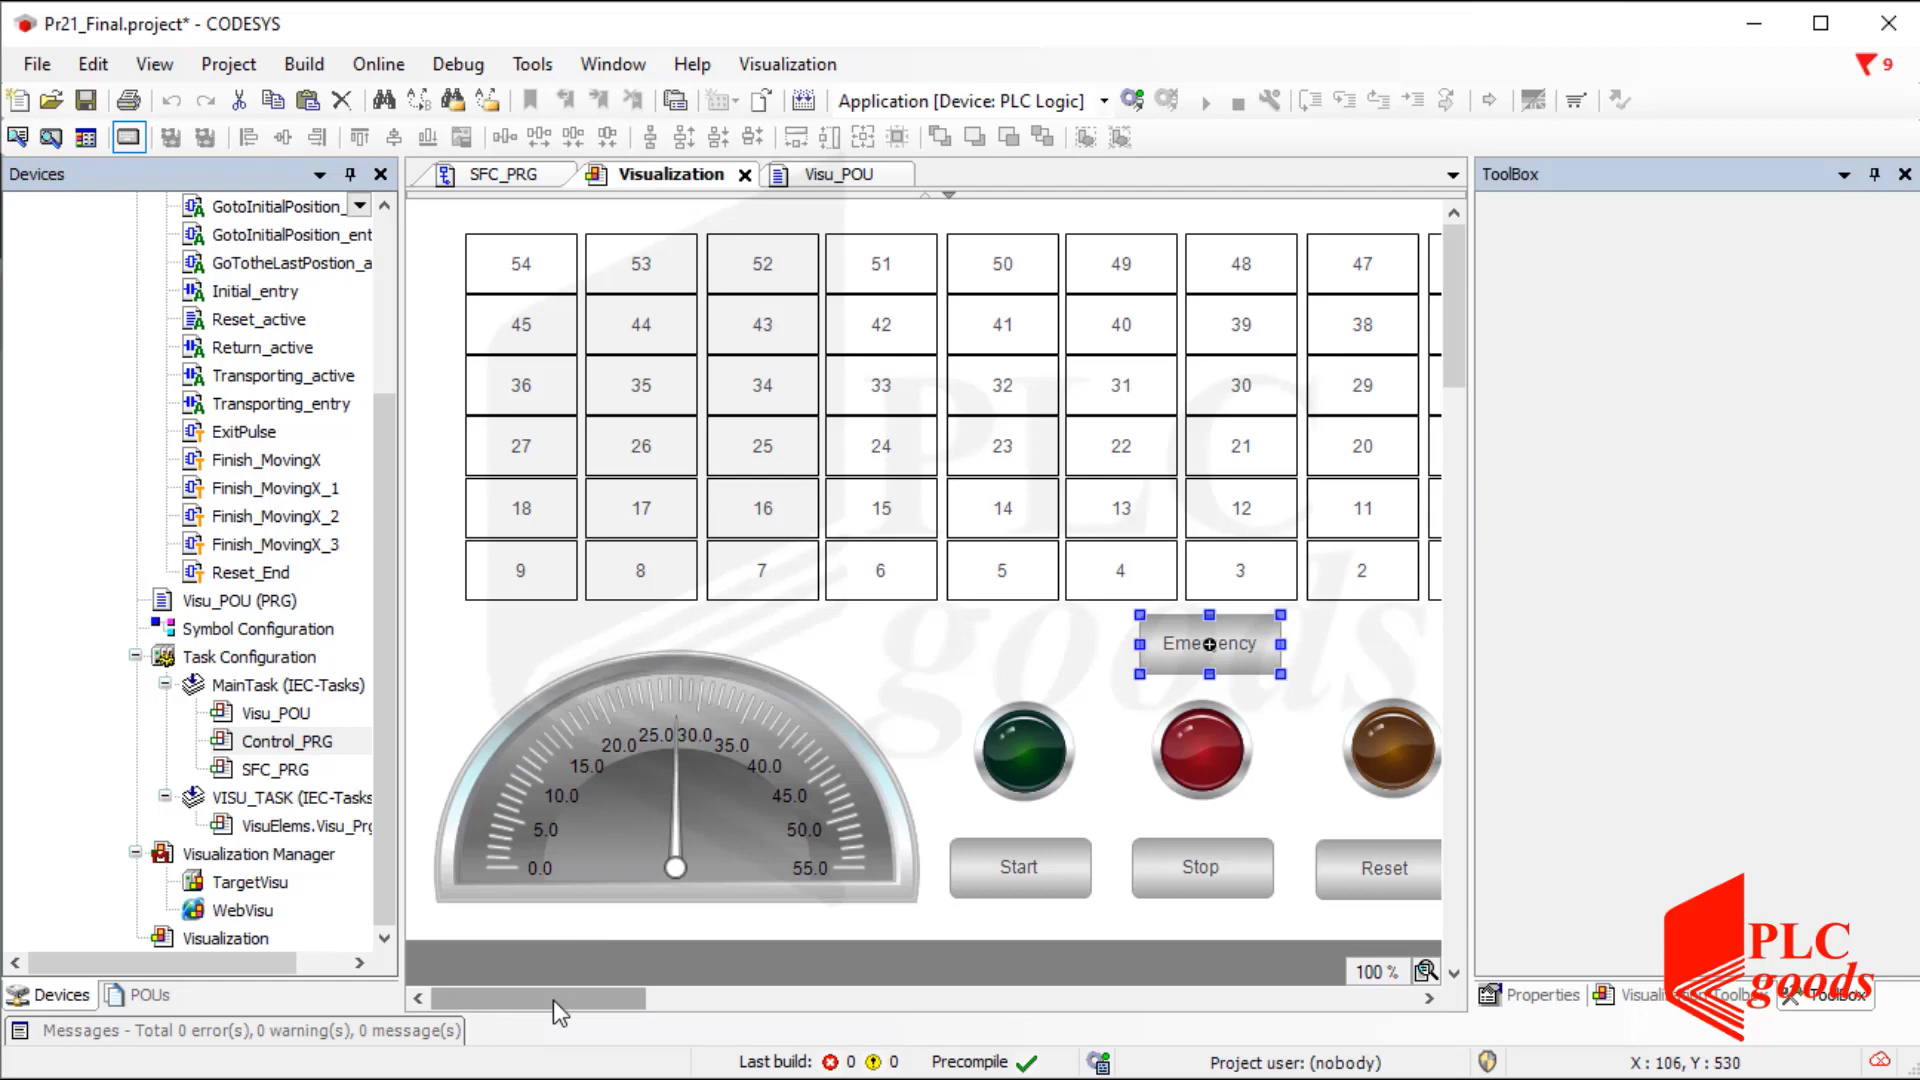 Pr21_Final.project* - CODESYS
File Edit View Project Build Online Debug Tools Window Help Visualization
9
Application [Device: PLC Logic]
Devices
SFC_PRG Visualization Visu_POU
ToolBox
GotoInitialPosition_
GotoInitialPosition_ent
GoTotheLastPostion_a
Initial_entry
Reset_active
Return_active
Transporting_active
Transporting_entry
ExitPulse
Finish_MovingX
Finish_MovingX_1
Finish_MovingX_2
Finish_MovingX_3
Reset_End
Visu_POU (PRG)
Symbol Configuration
Task Configuration
MainTask (IEC-Tasks)
Visu_POU
Control_PRG
SFC_PRG
VISU_TASK (IEC-Tasks
VisuElems.Visu_Prg
Visualization Manager
TargetVisu
WebVisu
Visualization
54 53 52 51 50 49 48 47
45 44 43 42 41 40 39 38
36 35 34 33 32 31 30 29
27 26 25 24 23 22 21 20
18 17 16 15 14 13 12 11
9 8 7 6 5 4 3 2
PLC
goods
0.0 5.0 10.0 15.0 20.0 25.0 30.0 35.0 40.0 45.0 50.0 55.0
Start Stop Reset
100 %
PLC
goods
Devices POUs
Properties
ToolBox
Messages - Total 0 error(s), 0 warning(s), 0 message(s)
Last build: 0 0 Precompile
Project user: (nobody)
X : 106, Y : 530